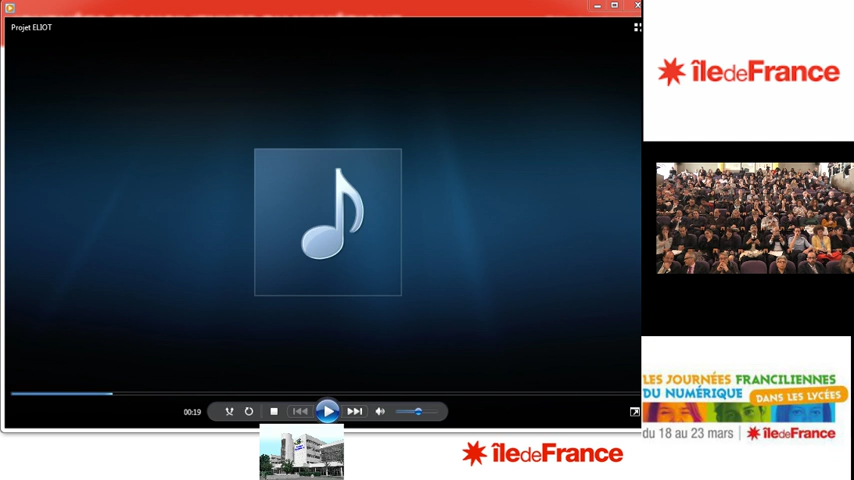 Projet ELIOT
îledeFrance
00:19
LES JOURNÉES FRANCILIENNES
DU NUMÉRIQUE
DANS LES LYCÉES
du 18 au 23 mars
îledeFrance
îledeFrance